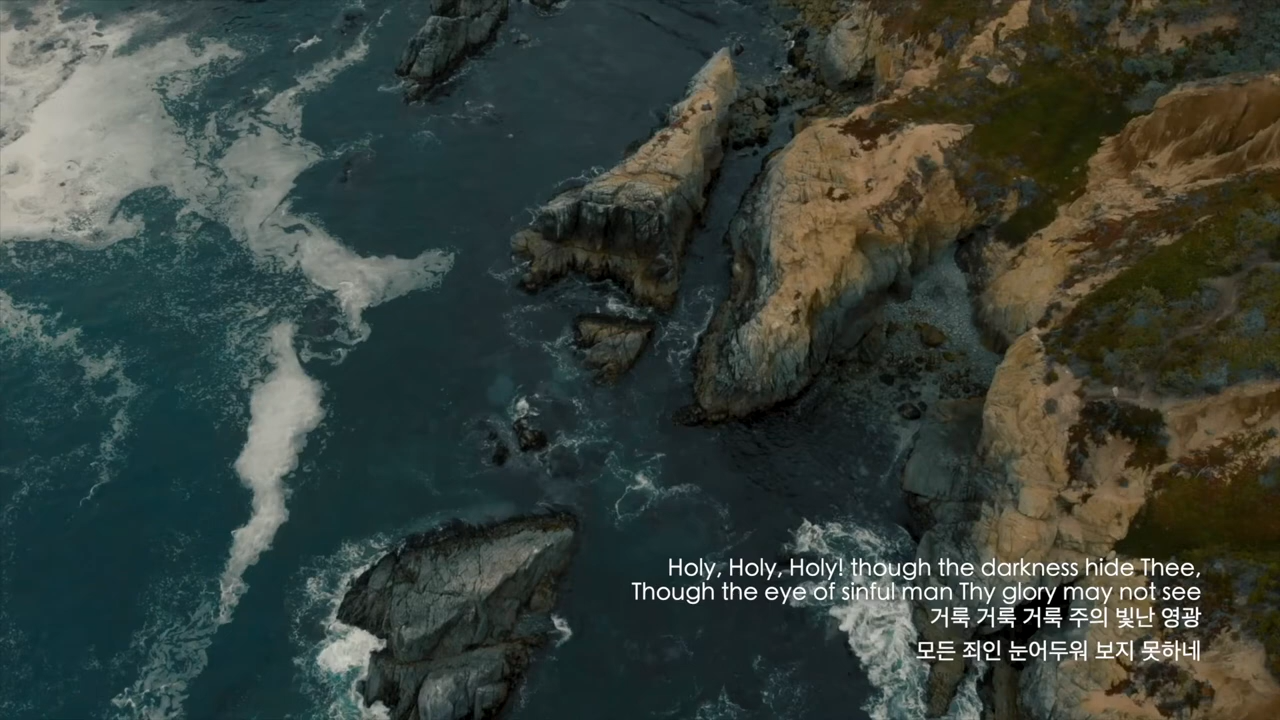 Holy, Holy, Holy! though the darkness hide Thee,
Though the eye of sinful man Thy glory may not see
거룩 거룩 거룩 주의 빛난 영광
모든 죄인 눈어두워 보지 못하네